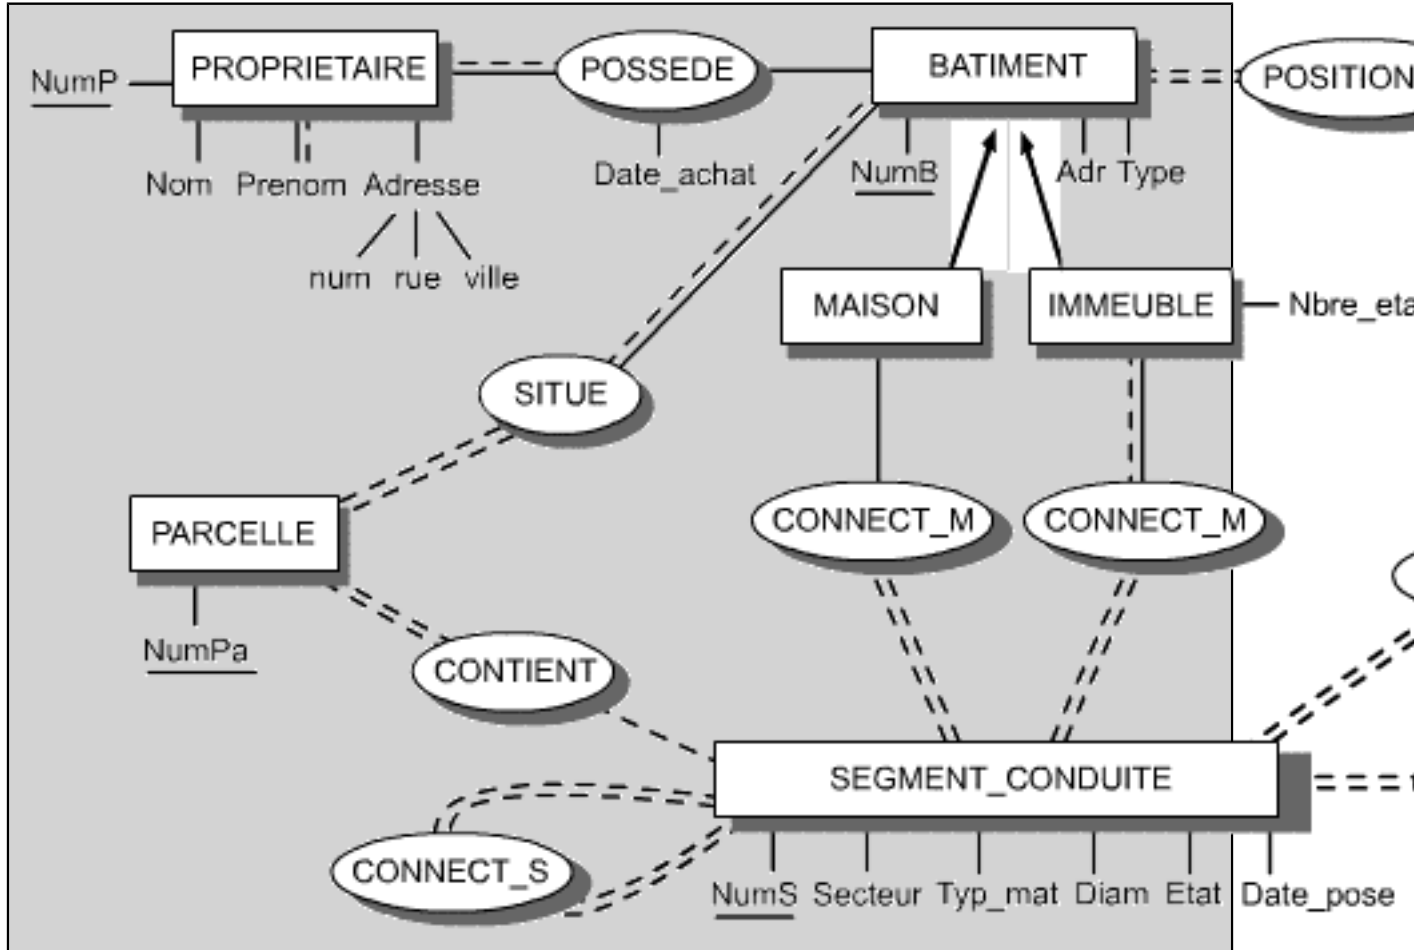 PROPRIETAIRE
POSSEDE
BATIMENT
POSITION
NumP
Nom Prenom Adresse
Date_achat
NumB
Adr Type
num rue ville
MAISON
IMMEUBLE
Nbre_eta
SITUE
PARCELLE
CONNECT_M
CONNECT_M
NumPa
CONTIENT
SEGMENT_CONDUITE
CONNECT_S
NumS Secteur Typ_mat Diam Etat Date_pose